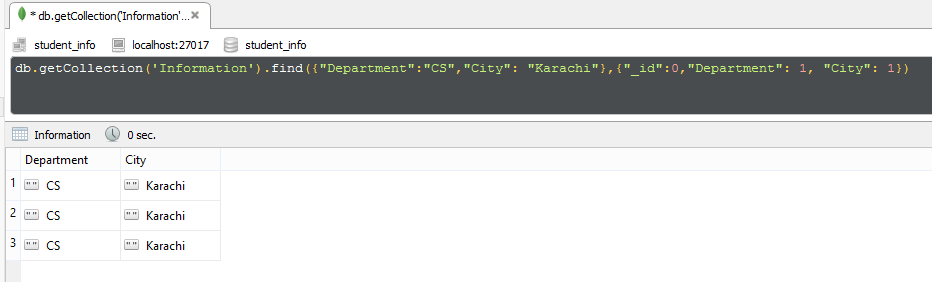 * db.getCollection('Information'...
student_info localhost:27017 student_info
db.getCollection('Information').find({"Department":"CS","City": "Karachi"},{"_id":0,"Department": 1, "City": 1})
Information 0 sec.
Department City
1 "" CS "" Karachi
2 "" CS "" Karachi
3 "" CS "" Karachi